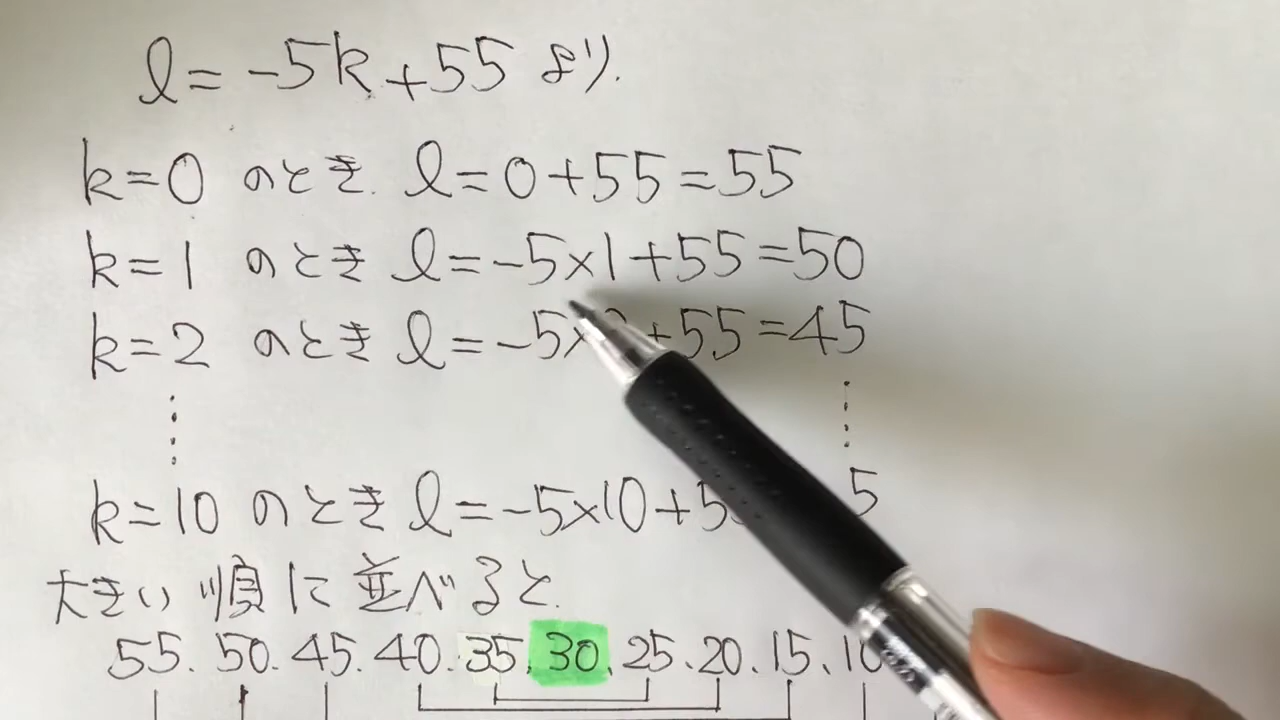 l=-5k+55 より.
k=0 のとき. l=0+55=55
k=1 のとき l=-5×1+55=50
k=2 のとき l=-5× +55=45
k=10 のとき l=-5×10+5 5
大きい順に並べると.
55. 50. 45. 40. 35. 30. 25. 20. 15. 10